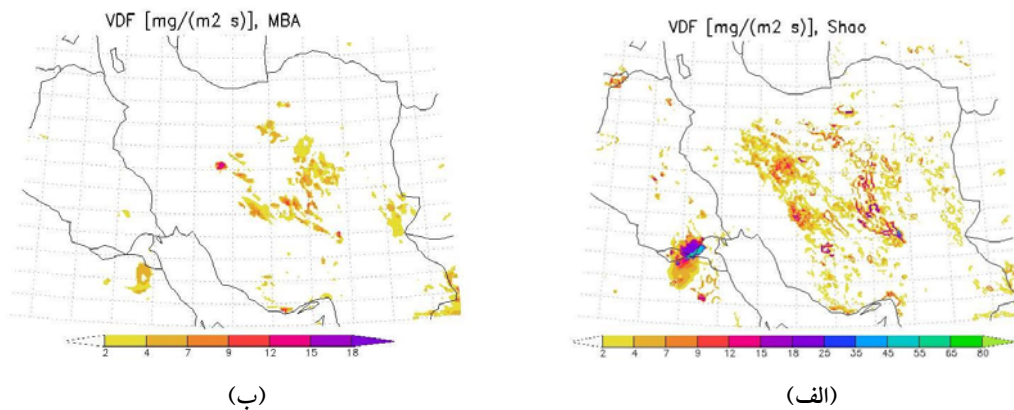 VDF [mg/(m2 s)], MBA
2 4 7 9 12 15 18
(ب)
VDF [mg/(m2 s)], Shao
2 4 7 9 12 15 18 25 35 45 55 65 80
(الف)